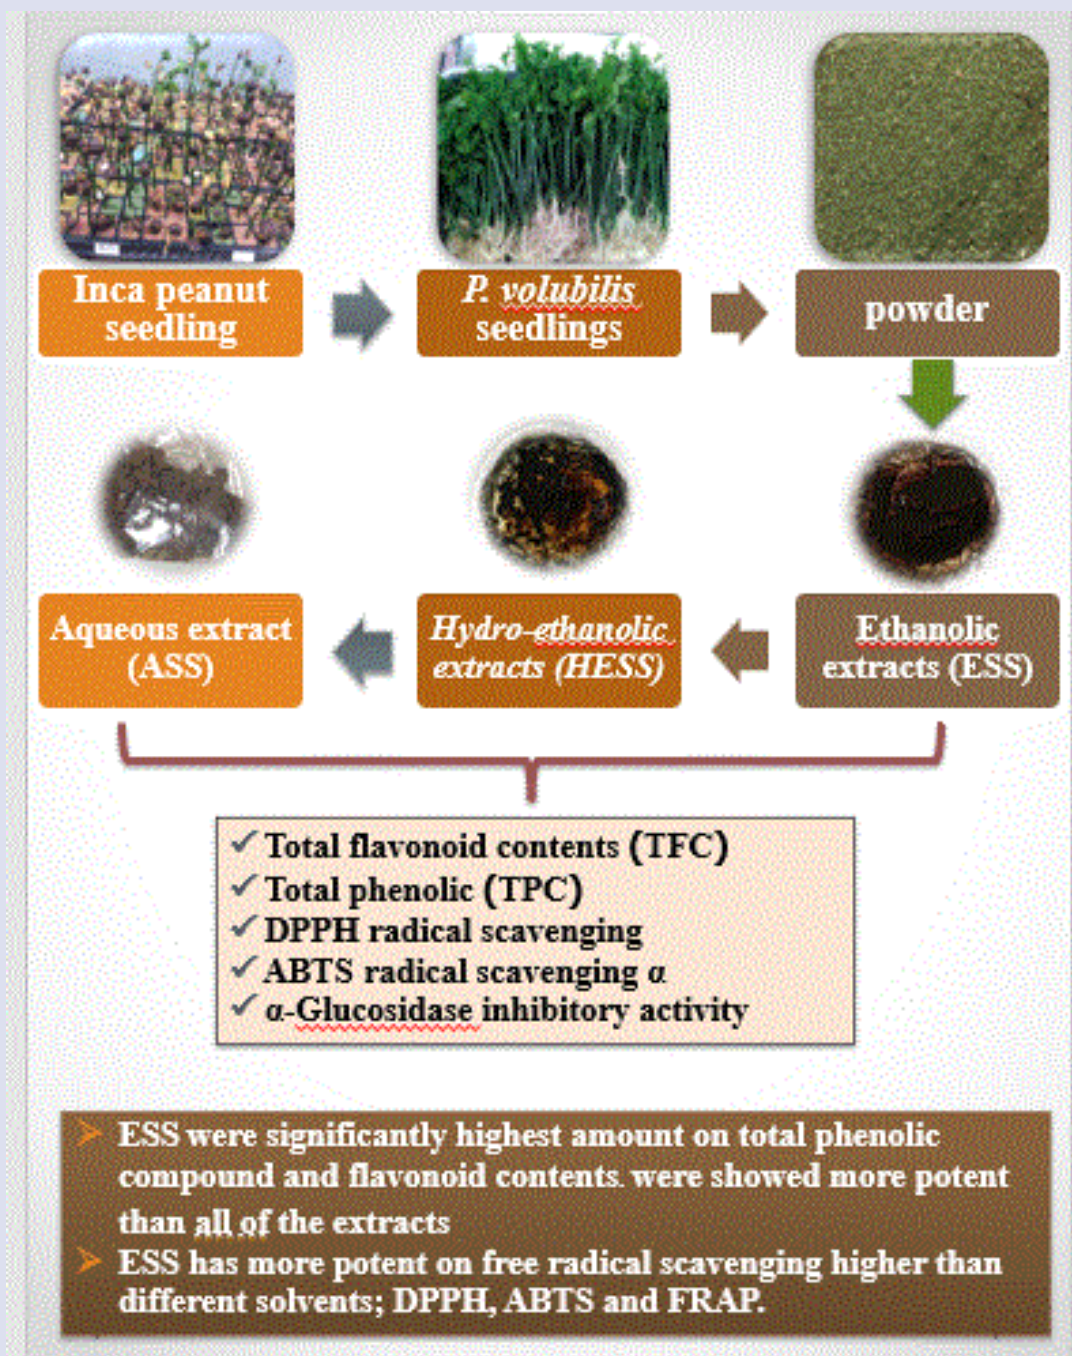 Inca peanut
seedling
P. volubilis
seedlings
powder
Aqueous extract
(ASS)
Hydro-ethanolic
extracts (HESS)
Ethanolic
extracts (ESS)
✓ Total flavonoid contents (TFC)
✓ Total phenolic (TPC)
✓ DPPH radical scavenging
✓ ABTS radical scavenging α
✓ α-Glucosidase inhibitory activity
➢ ESS were significantly highest amount on total phenolic
compound and flavonoid contents. were showed more potent
than all of the extracts
➢ ESS has more potent on free radical scavenging higher than
different solvents; DPPH, ABTS and FRAP.